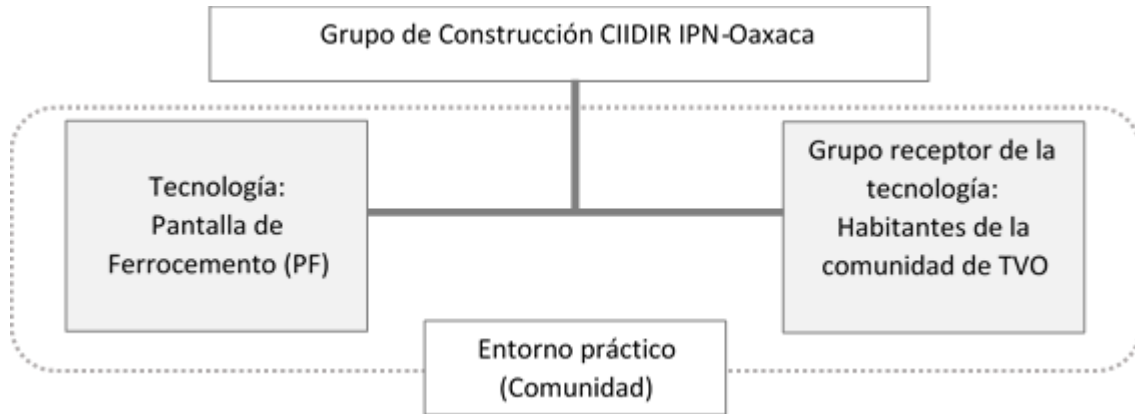 Grupo de Construcción CIIDIR IPN-Oaxaca
Tecnología:
Pantalla de
Ferrocemento (PF)
Grupo receptor de la
tecnología:
Habitantes de la
comunidad de TVO
Entorno práctico
(Comunidad)